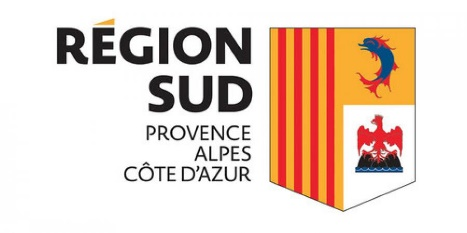 RÉGION
SUD
PROVENCE
ALPES
CÔTE D'AZUR